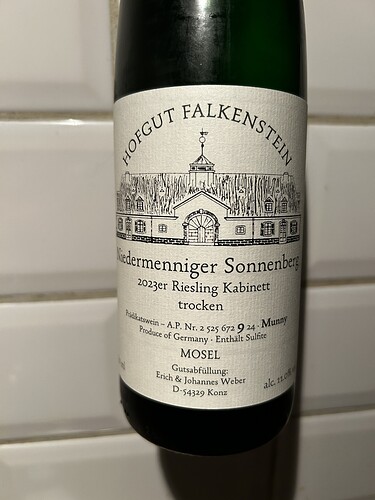 HOFGUT FALKENSTEIN
Niedermenniger Sonnenberg
2023er Riesling Kabinett
trocken
Prädikatswein – A.P. Nr. 2 525 672 9 24 · Munny
Produce of Germany · Enthält Sulfite
MOSEL
Gutsabfüllung:
Erich & Johannes Weber
D-54329 Konz
alc.